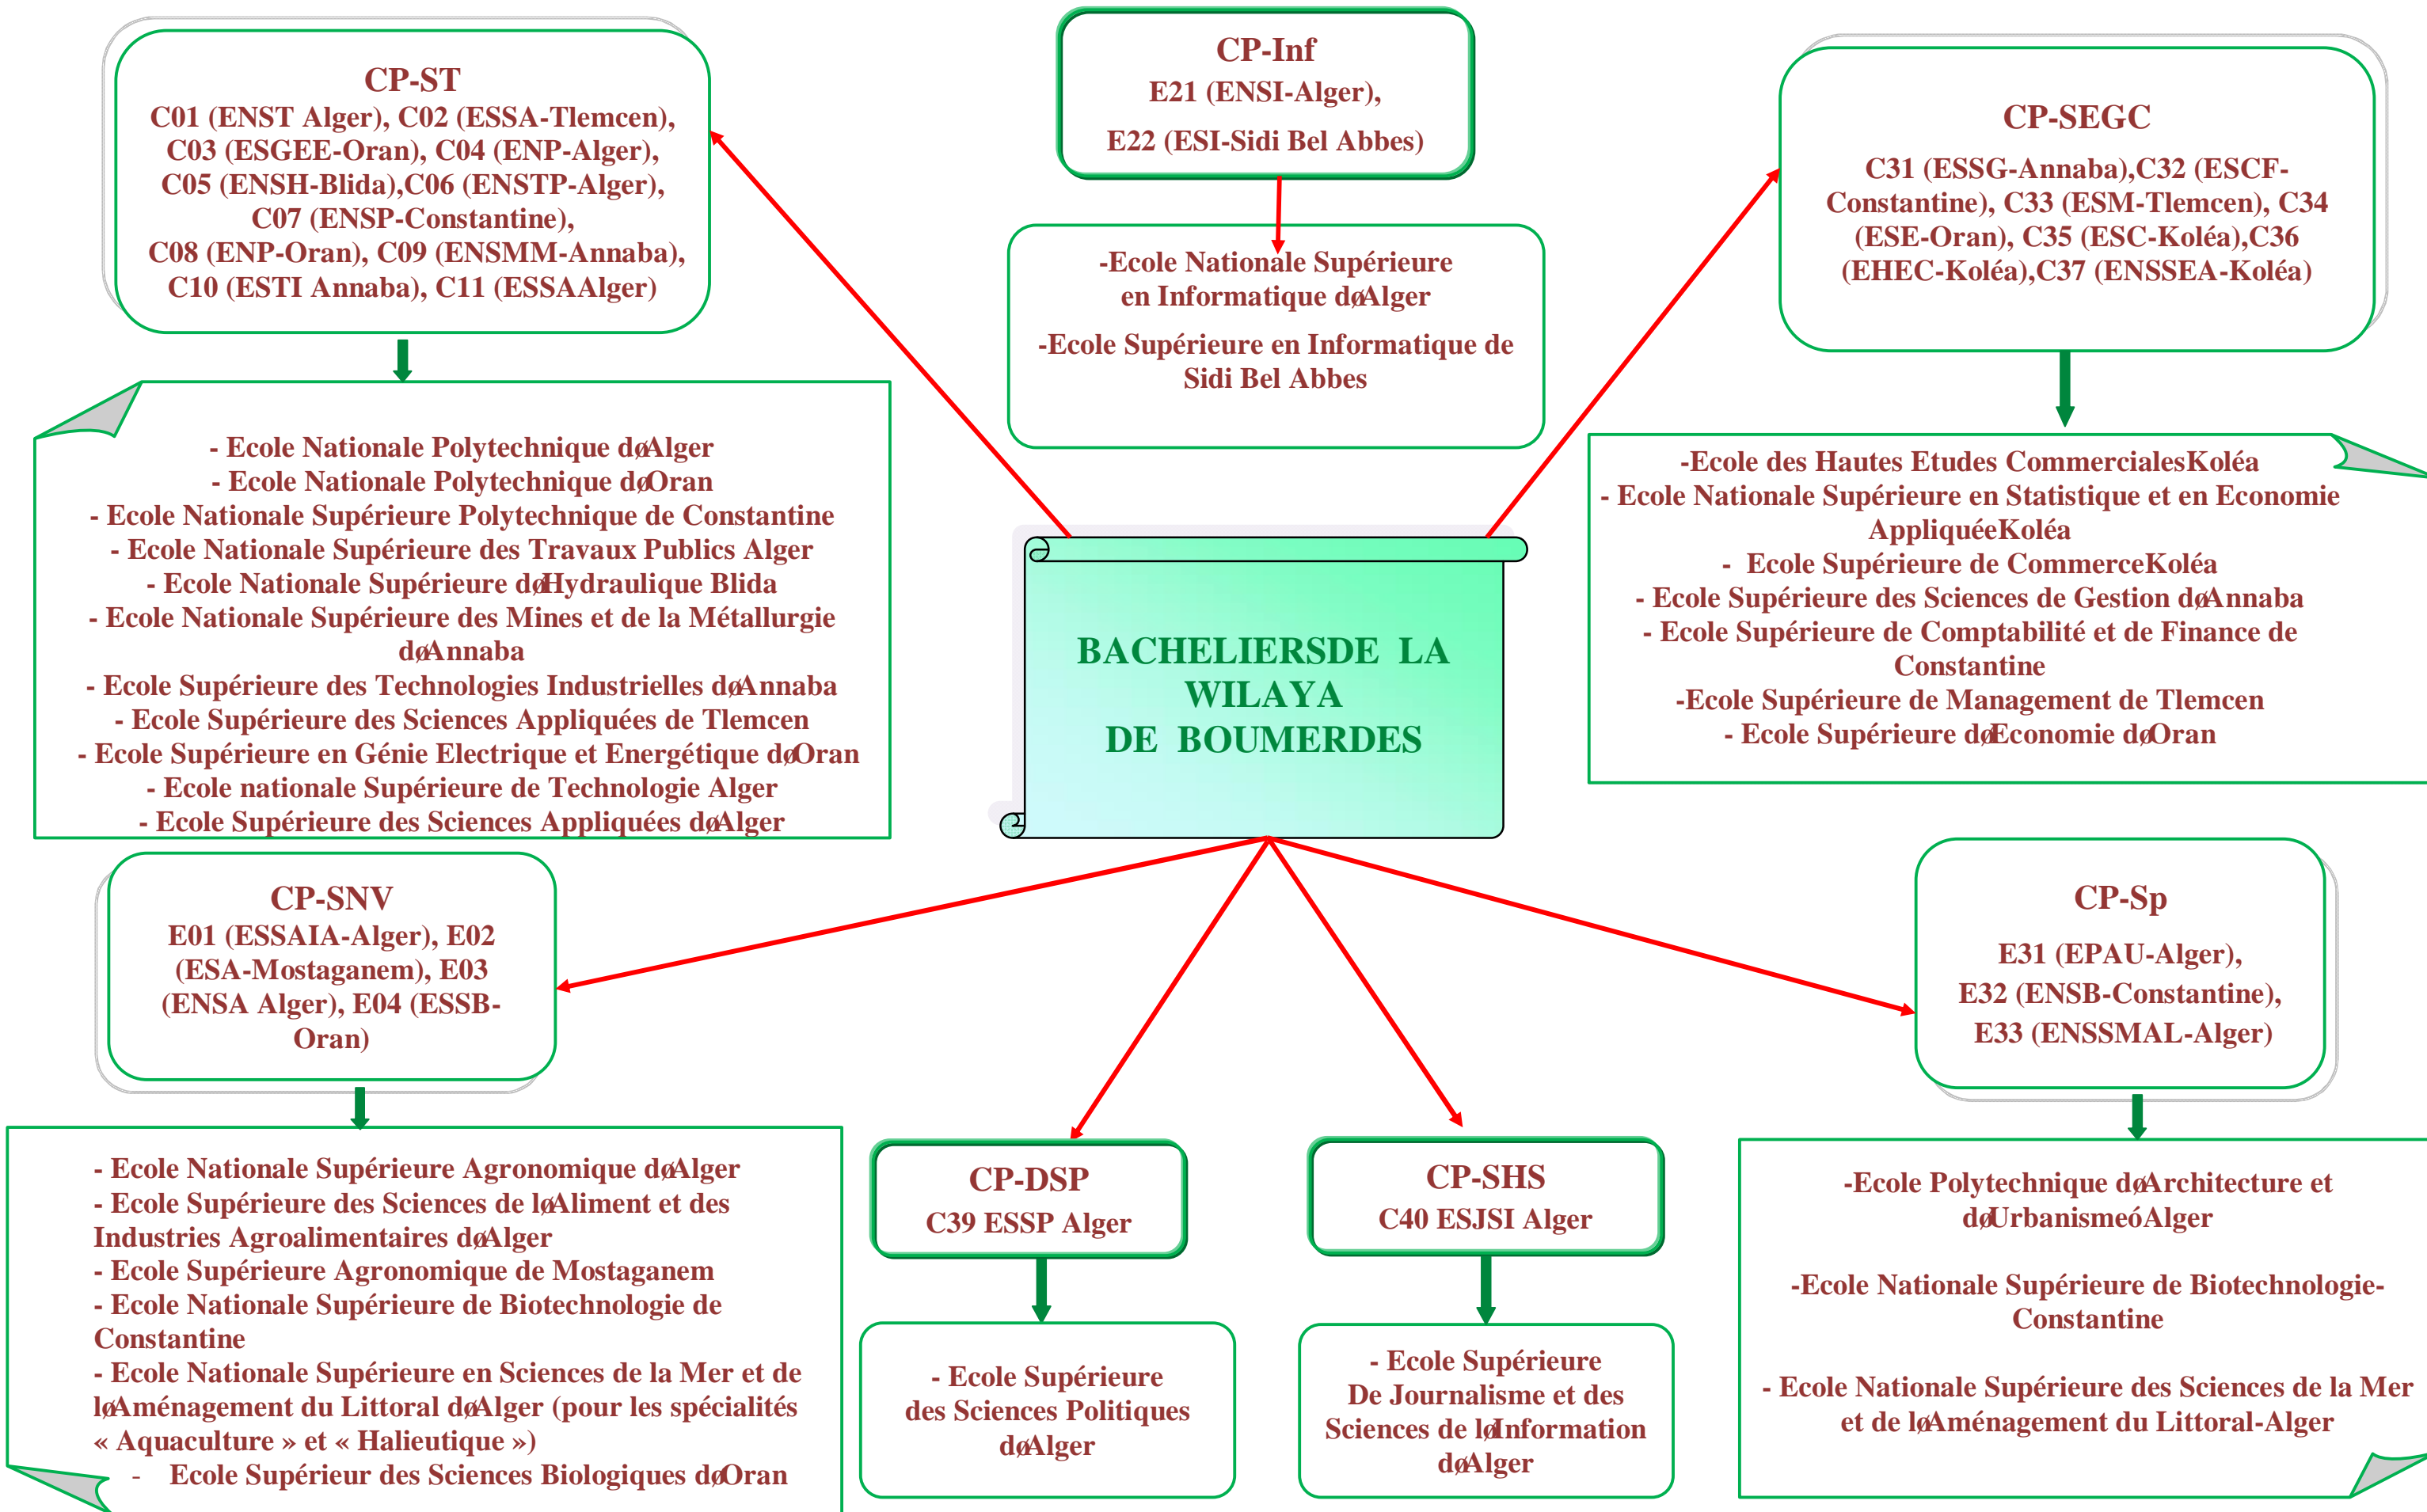 CP-ST
C01 (ENST Alger), C02 (ESSA-Tlemcen),
C03 (ESGEE-Oran), C04 (ENP-Alger),
C05 (ENSH-Blida),C06 (ENSTP-Alger),
C07 (ENSP-Constantine),
C08 (ENP-Oran), C09 (ENSMM-Annaba),
C10 (ESTI Annaba), C11 (ESSAAlger)
CP-Inf
E21 (ENSI-Alger),
E22 (ESI-Sidi Bel Abbes)
CP-SEGC
C31 (ESSG-Annaba),C32 (ESCF-
Constantine), C33 (ESM-Tlemcen), C34
(ESE-Oran), C35 (ESC-Koléa),C36
(EHEC-Koléa),C37 (ENSSEA-Koléa)
-Ecole Nationale Supérieure
en Informatique døAlger
-Ecole Supérieure en Informatique de
Sidi Bel Abbes
- Ecole Nationale Polytechnique døAlger
- Ecole Nationale Polytechnique døOran
- Ecole Nationale Supérieure Polytechnique de Constantine
- Ecole Nationale Supérieure des Travaux Publics Alger
- Ecole Nationale Supérieure døHydraulique Blida
- Ecole Nationale Supérieure des Mines et de la Métallurgie
døAnnaba
- Ecole Supérieure des Technologies Industrielles døAnnaba
- Ecole Supérieure des Sciences Appliquées de Tlemcen
- Ecole Supérieure en Génie Electrique et Energétique døOran
- Ecole nationale Supérieure de Technologie Alger
- Ecole Supérieure des Sciences Appliquées døAlger
-Ecole des Hautes Etudes CommercialesKoléa
- Ecole Nationale Supérieure en Statistique et en Economie
AppliquéeKoléa
- Ecole Supérieure de CommerceKoléa
- Ecole Supérieure des Sciences de Gestion døAnnaba
- Ecole Supérieure de Comptabilité et de Finance de
Constantine
-Ecole Supérieure de Management de Tlemcen
- Ecole Supérieure døEconomie døOran
BACHELIERSDE LA
WILAYA
DE BOUMERDES
CP-SNV
E01 (ESSAIA-Alger), E02
(ESA-Mostaganem), E03
(ENSA Alger), E04 (ESSB-
Oran)
CP-Sp
E31 (EPAU-Alger),
E32 (ENSB-Constantine),
E33 (ENSSMAL-Alger)
- Ecole Nationale Supérieure Agronomique døAlger
- Ecole Supérieure des Sciences de løAliment et des
Industries Agroalimentaires døAlger
- Ecole Supérieure Agronomique de Mostaganem
- Ecole Nationale Supérieure de Biotechnologie de
Constantine
- Ecole Nationale Supérieure en Sciences de la Mer et de
løAménagement du Littoral døAlger (pour les spécialités
« Aquaculture » et « Halieutique »)
- Ecole Supérieur des Sciences Biologiques døOran
CP-DSP
C39 ESSP Alger
CP-SHS
C40 ESJSI Alger
- Ecole Supérieure
des Sciences Politiques
døAlger
- Ecole Supérieure
De Journalisme et des
Sciences de løInformation
døAlger
-Ecole Polytechnique døArchitecture et
døUrbanismeóAlger
-Ecole Nationale Supérieure de Biotechnologie-
Constantine
- Ecole Nationale Supérieure des Sciences de la Mer
et de løAménagement du Littoral-Alger